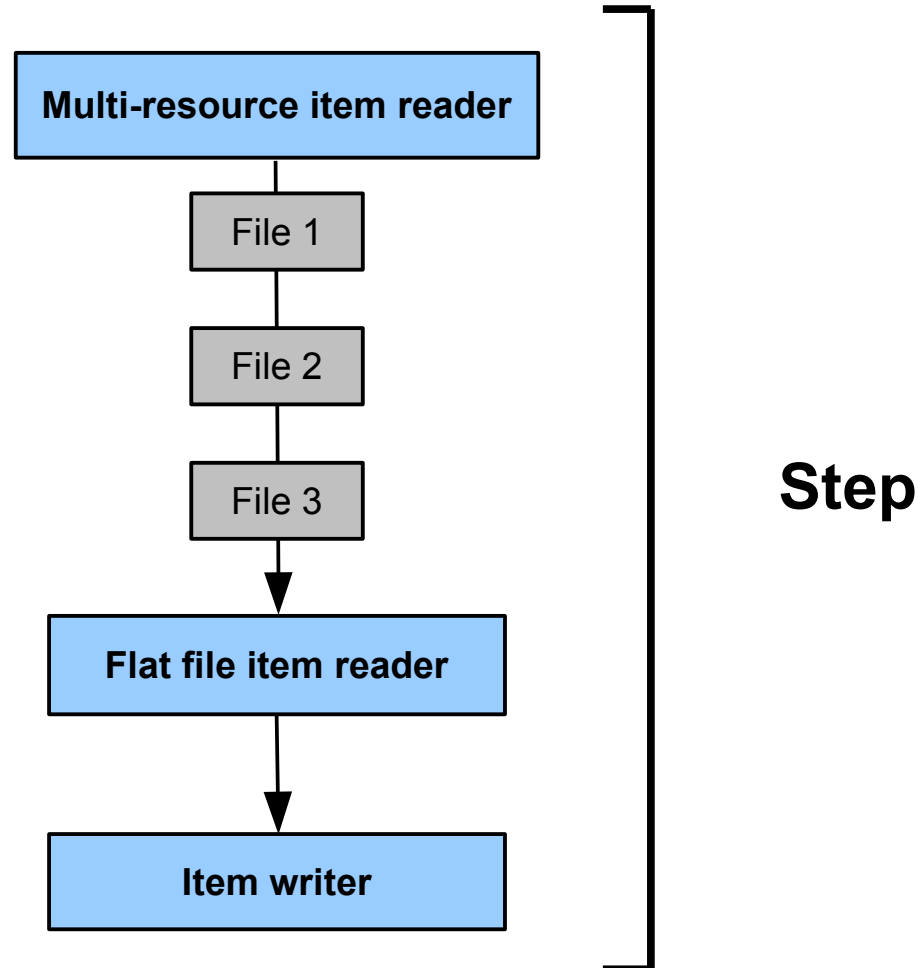 Multi-resource item reader
File 1
File 2
File 3
Step
Flat file item reader
Item writer